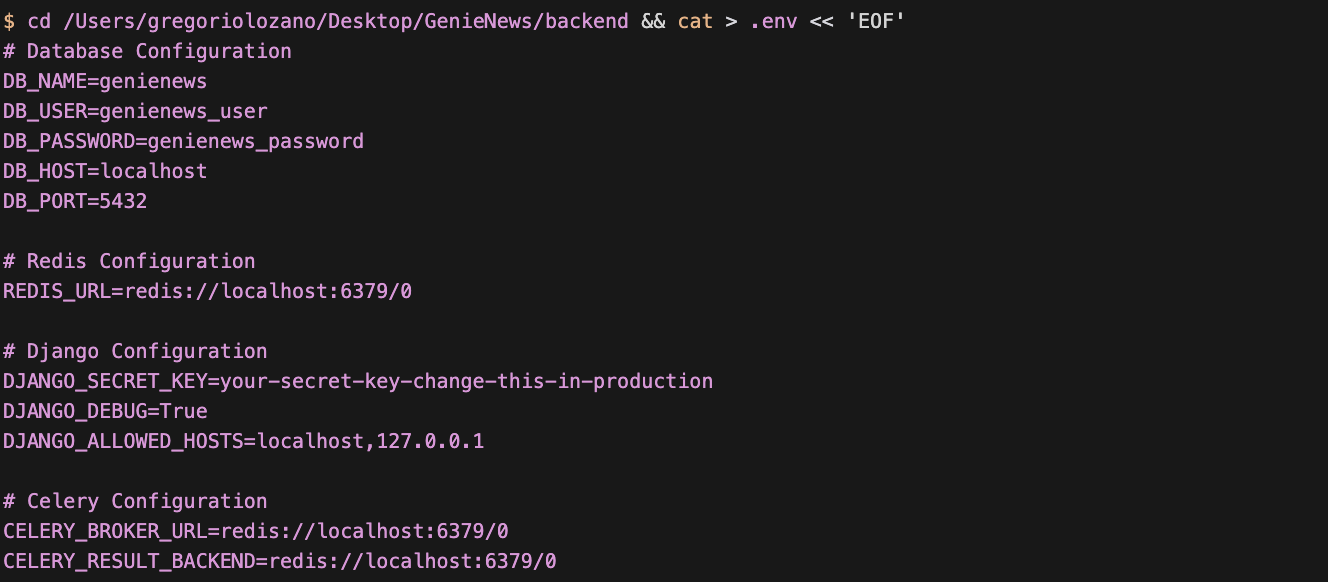 $ cd /Users/gregoriolozano/Desktop/GenieNews/backend && cat > .env << 'EOF'
# Database Configuration
DB_NAME=genienews
DB_USER=genienews_user
DB_PASSWORD=genienews_password
DB_HOST=localhost
DB_PORT=5432

# Redis Configuration
REDIS_URL=redis://localhost:6379/0

# Django Configuration
DJANGO_SECRET_KEY=your-secret-key-change-this-in-production
DJANGO_DEBUG=True
DJANGO_ALLOWED_HOSTS=localhost,127.0.0.1

# Celery Configuration
CELERY_BROKER_URL=redis://localhost:6379/0
CELERY_RESULT_BACKEND=redis://localhost:6379/0